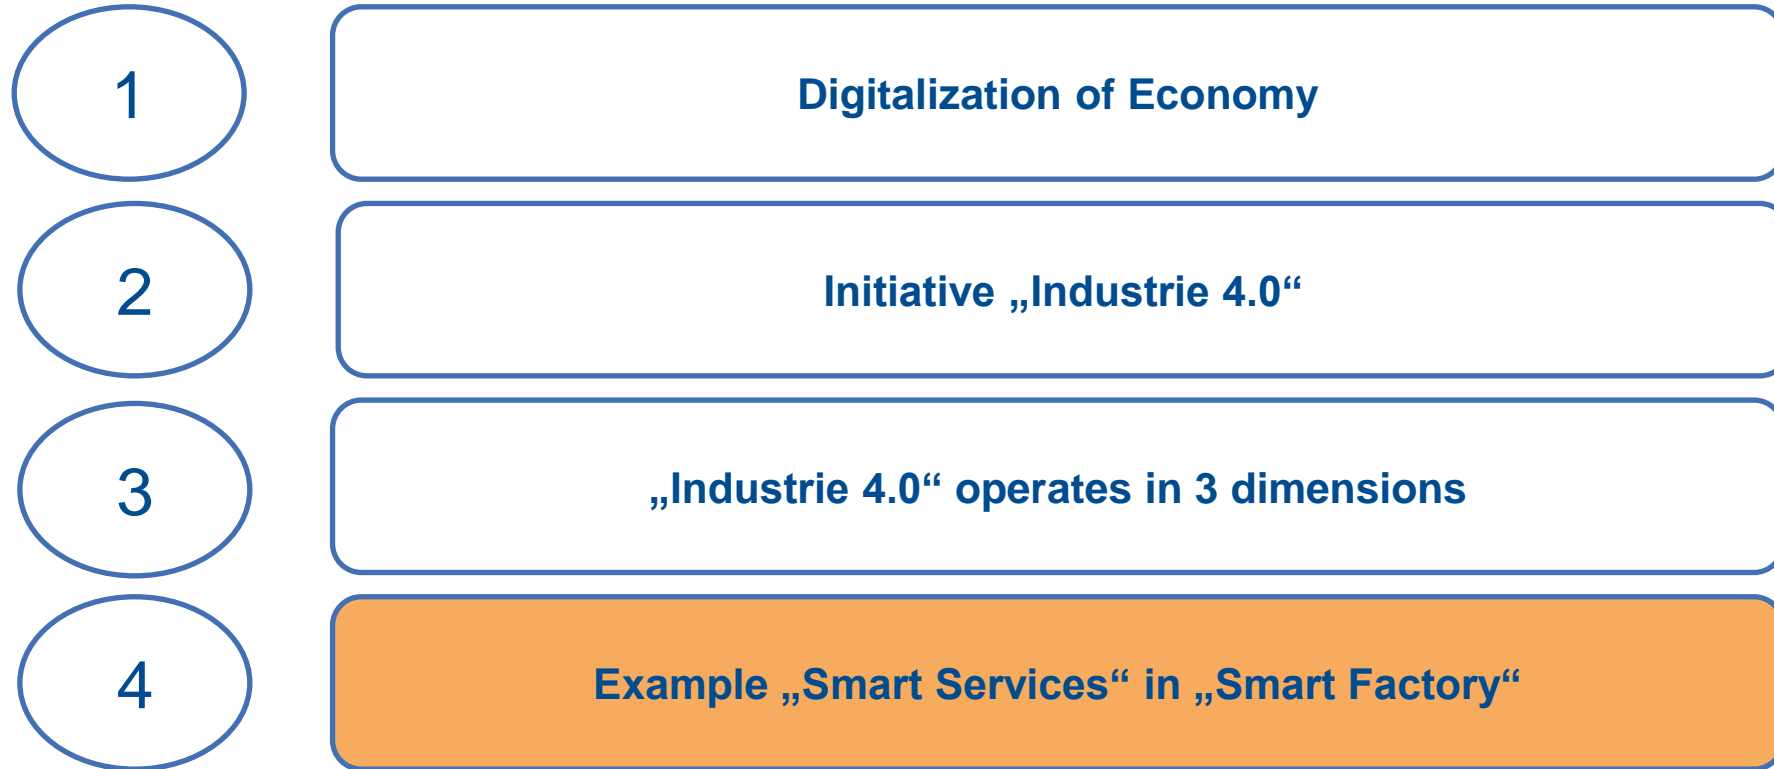 1
Digitalization of Economy
2
Initiative „Industrie 4.0“
3
„Industrie 4.0“ operates in 3 dimensions
4
Example „Smart Services“ in „Smart Factory“